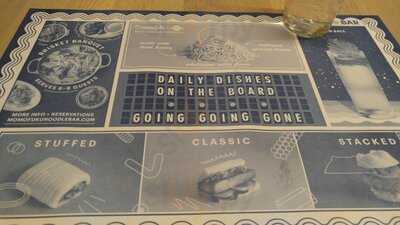 BRISKET BANQUET
SERVES 6-8 GUESTS
MORE INFO + RESERVATIONS
MOMOFUKUNOODLEBAR.COM
BAR
DAILY DISHES
ON THE BOARD
GOING GOING GONE
STUFFED
CLASSIC
STACKED